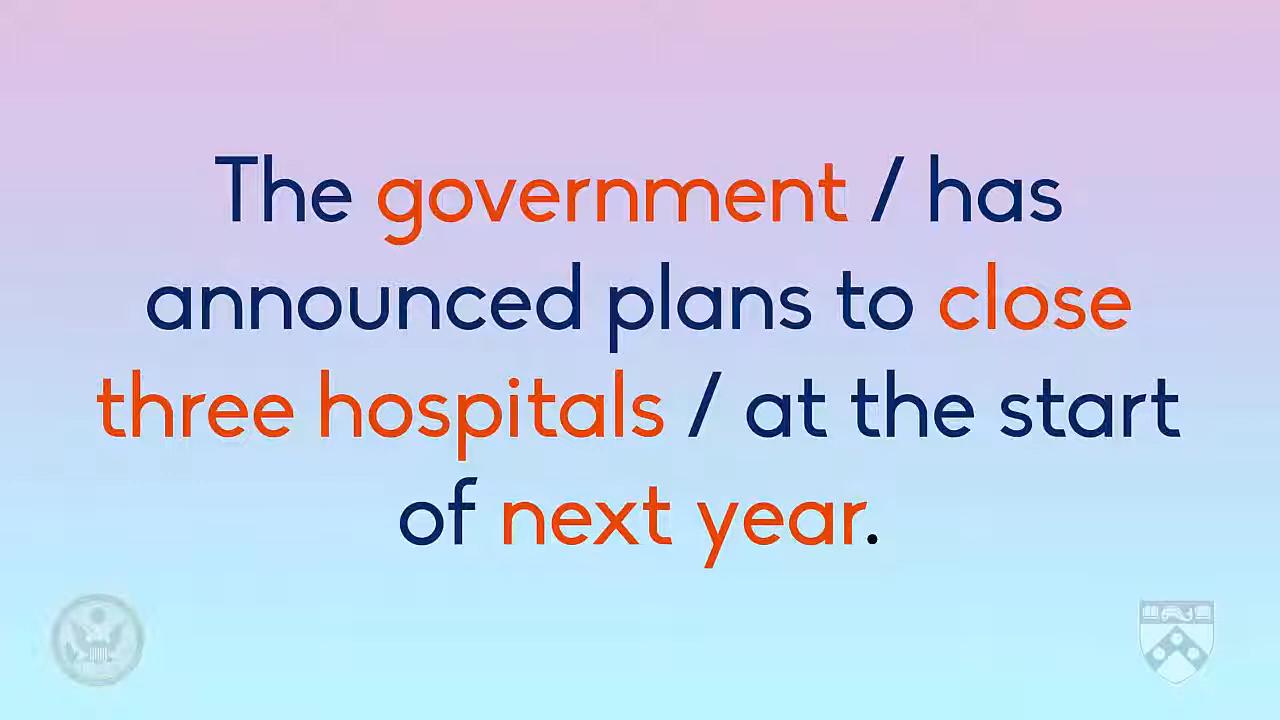 The government / has
announced plans to close
three hospitals / at the start
of next year.